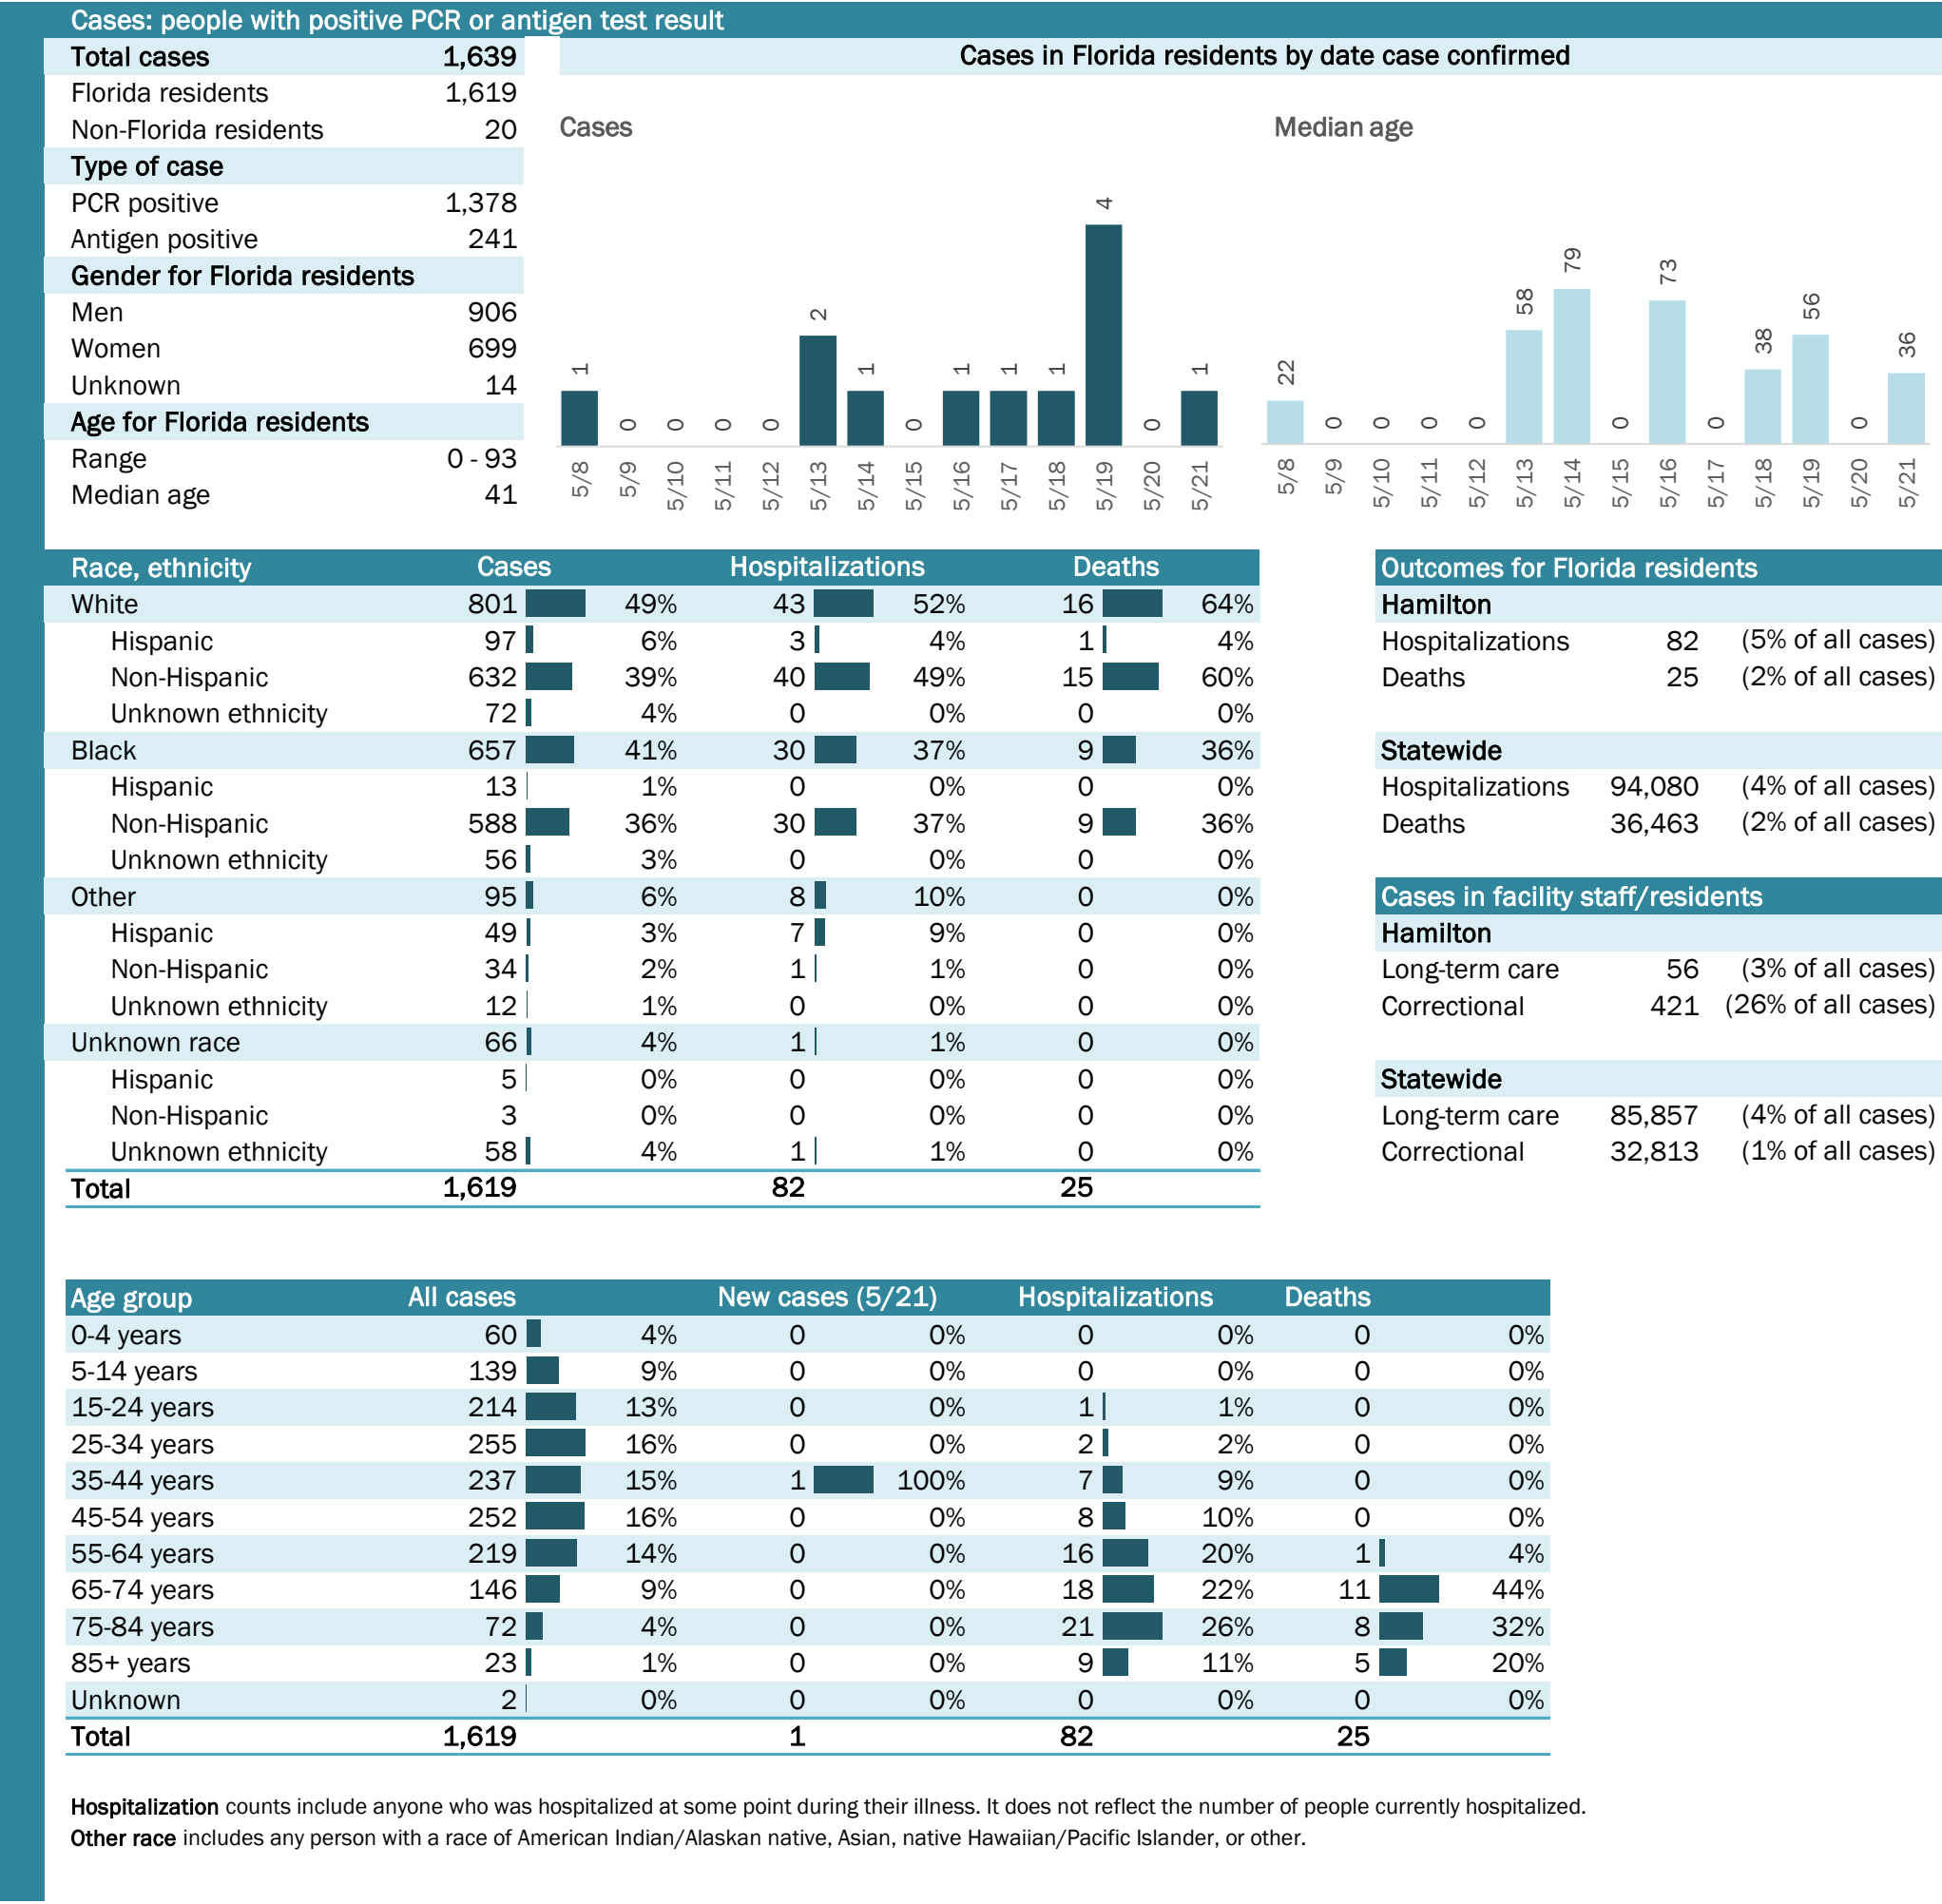 Cases: people with positive PCR or antigen test result
Total cases 1,639
Florida residents 1,619
Non-Florida residents 20
Type of case
PCR positive 1,378
Antigen positive 241
Gender for Florida residents
Men 906
Women 699
Unknown 14
Age for Florida residents
Range 0 - 93
Median age 41
Cases in Florida residents by date case confirmed
Cases
1 0 0 0 0 2 1 0 1 1 1 4 0 1
5/8 5/9 5/10 5/11 5/12 5/13 5/14 5/15 5/16 5/17 5/18 5/19 5/20 5/21
Median age
22 0 0 0 0 58 79 0 73 0 38 56 0 36
5/8 5/9 5/10 5/11 5/12 5/13 5/14 5/15 5/16 5/17 5/18 5/19 5/20 5/21
Race, ethnicity Cases Hospitalizations Deaths
White 801 49% 43 52% 16 64%
Hispanic 97 6% 3 4% 1 4%
Non-Hispanic 632 39% 40 49% 15 60%
Unknown ethnicity 72 4% 0 0% 0 0%
Black 657 41% 30 37% 9 36%
Hispanic 13 1% 0 0% 0 0%
Non-Hispanic 588 36% 30 37% 9 36%
Unknown ethnicity 56 3% 0 0% 0 0%
Other 95 6% 8 10% 0 0%
Hispanic 49 3% 7 9% 0 0%
Non-Hispanic 34 2% 1 1% 0 0%
Unknown ethnicity 12 1% 0 0% 0 0%
Unknown race 66 4% 1 1% 0 0%
Hispanic 5 0% 0 0% 0 0%
Non-Hispanic 3 0% 0 0% 0 0%
Unknown ethnicity 58 4% 1 1% 0 0%
Total 1,619 82 25
Outcomes for Florida residents
Hamilton
Hospitalizations 82 (5% of all cases)
Deaths 25 (2% of all cases)
Statewide
Hospitalizations 94,080 (4% of all cases)
Deaths 36,463 (2% of all cases)
Cases in facility staff/residents
Hamilton
Long-term care 56 (3% of all cases)
Correctional 421 (26% of all cases)
Statewide
Long-term care 85,857 (4% of all cases)
Correctional 32,813 (1% of all cases)
Age group All cases New cases (5/21) Hospitalizations Deaths
0-4 years 60 4% 0 0% 0 0% 0 0%
5-14 years 139 9% 0 0% 0 0% 0 0%
15-24 years 214 13% 0 0% 1 1% 0 0%
25-34 years 255 16% 0 0% 2 2% 0 0%
35-44 years 237 15% 1 100% 7 9% 0 0%
45-54 years 252 16% 0 0% 8 10% 0 0%
55-64 years 219 14% 0 0% 16 20% 1 4%
65-74 years 146 9% 0 0% 18 22% 11 44%
75-84 years 72 4% 0 0% 21 26% 8 32%
85+ years 23 1% 0 0% 9 11% 5 20%
Unknown 2 0% 0 0% 0 0% 0 0%
Total 1,619 1 82 25
Hospitalization counts include anyone who was hospitalized at some point during their illness. It does not reflect the number of people currently hospitalized.
Other race includes any person with a race of American Indian/Alaskan native, Asian, native Hawaiian/Pacific Islander, or other.